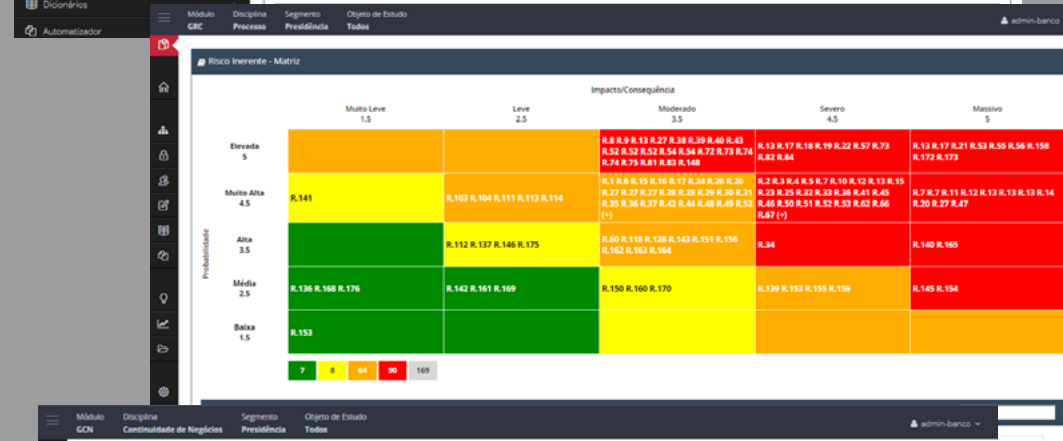 Dicionários
Automatizador
Módulo Disciplina Segmento Objeto de Estudo
GRC Processo Presidência Todos
admin-banco
Risco Inerente - Matriz
Impacto/Consequência
Muito Leve Leve Moderado Severo Massivo
1.5 2.5 3.5 4.5 5
Probabilidade
Elevada
5
R.8 R.9 R.13 R.27 R.38 R.39 R.40 R.43
R.52 R.52 R.52 R.54 R.54 R.72 R.73 R.74
R.74 R.75 R.81 R.83 R.148
R.13 R.17 R.18 R.19 R.22 R.57 R.73
R.82 R.84
R.13 R.17 R.21 R.53 R.55 R.56 R.158
R.172 R.173
Muito Alta
4.5
R.141
R.103 R.104 R.111 R.113 R.114
R.1 R.6 R.15 R.16 R.17 R.24 R.26 R.26
R.27 R.27 R.27 R.28 R.28 R.29 R.30 R.31
R.35 R.36 R.37 R.42 R.44 R.48 R.49 R.52
(+)
R.2 R.3 R.4 R.5 R.7 R.10 R.12 R.13 R.15
R.23 R.25 R.32 R.33 R.36 R.41 R.45
R.46 R.50 R.51 R.52 R.53 R.62 R.66
R.67 (+)
R.7 R.7 R.11 R.12 R.13 R.13 R.13 R.14
R.20 R.27 R.47
Alta
3.5
R.112 R.137 R.146 R.175
R.60 R.118 R.128 R.143 R.151 R.156
R.162 R.163 R.164
R.34
R.140 R.165
Média
2.5
R.136 R.168 R.176
R.142 R.161 R.169
R.150 R.160 R.170
R.139 R.153 R.155 R.159
R.145 R.154
Baixa
1.5
R.153
7 8 64 90 169
Módulo Disciplina Segmento Objeto de Estudo
GCN Continuidade de Negócios Presidência Todos
admin-banco